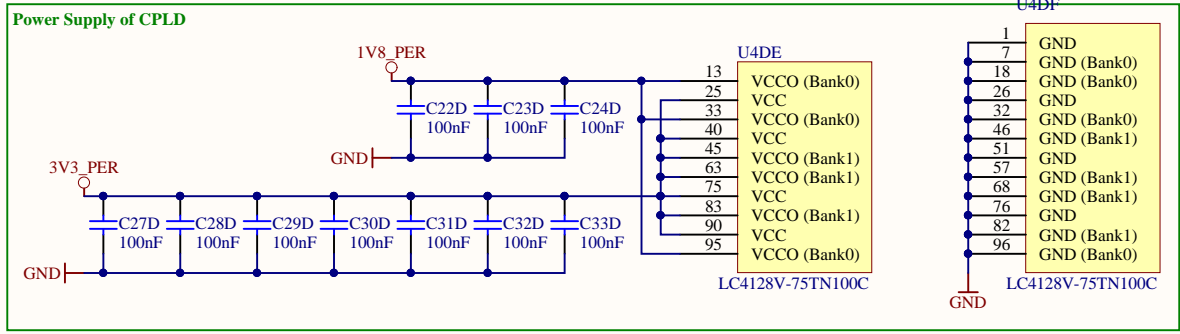 U4DF
Power Supply of CPLD
1V8_PER
U4DE
1 GND
7 GND (Bank0)
18 GND (Bank0)
26 GND
32 GND (Bank0)
46 GND (Bank1)
51 GND
57 GND (Bank1)
68 GND (Bank1)
76 GND
82 GND (Bank1)
96 GND (Bank0)
13 VCCO (Bank0)
25 VCC
33 VCCO (Bank0)
40 VCC
45 VCCO (Bank1)
63 VCCO (Bank1)
75 VCC
83 VCCO (Bank1)
90 VCC
95 VCCO (Bank0)
C22D C23D C24D
100nF 100nF 100nF
GND
3V3_PER
C27D C28D C29D C30D C31D C32D C33D
100nF 100nF 100nF 100nF 100nF 100nF 100nF
GND
LC4128V-75TN100C
LC4128V-75TN100C
GND